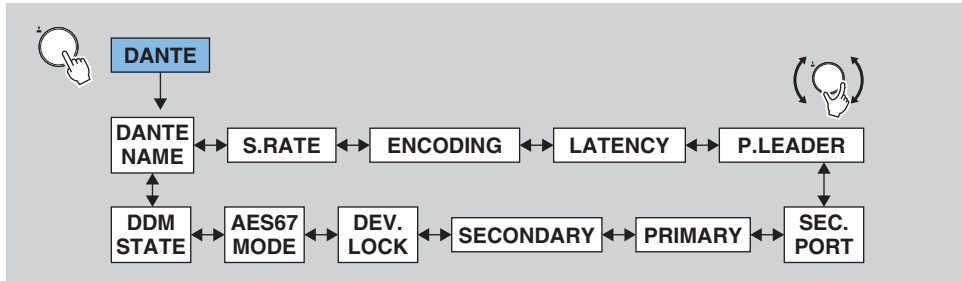 DANTE
DANTE
NAME
S.RATE
ENCODING
LATENCY
P.LEADER
DDM
STATE
AES67
MODE
DEV.
LOCK
SECONDARY
PRIMARY
SEC.
PORT